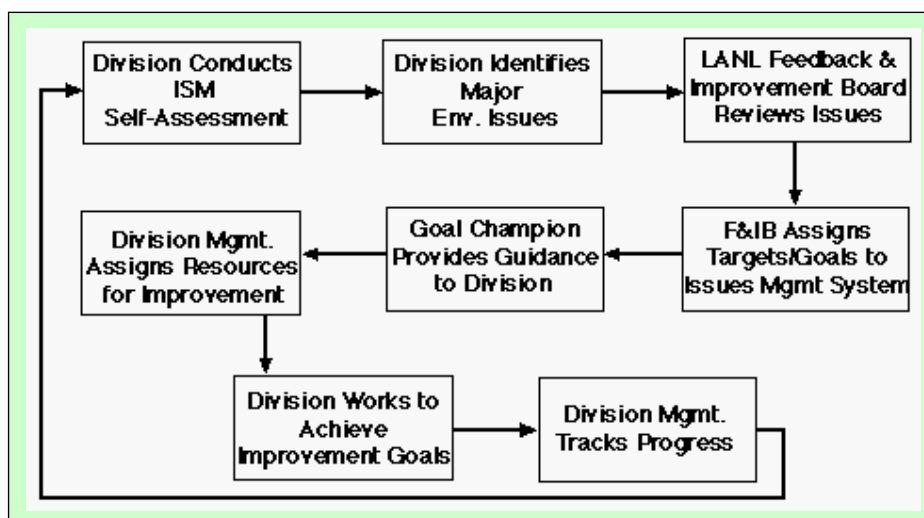 Division Conducts
ISM
Self-Assessment
Division Identifies
Major
Env. Issues
LANL Feedback &
Improvement Board
Reviews Issues
F&IB Assigns
Targets/Goals to
Issues Mgmt System
Goal Champion
Provides Guidance
to Division
Division Mgmt.
Assigns Resources
for Improvement
Division Works to
Achieve
Improvement Goals
Division Mgmt.
Tracks Progress